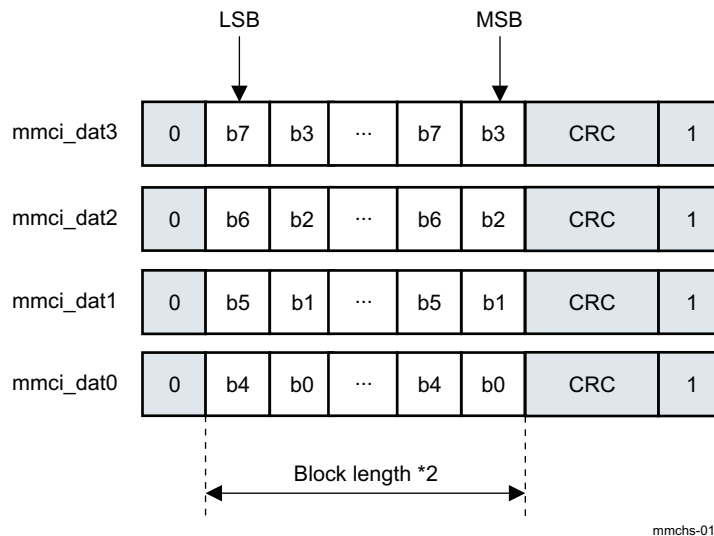 LSB MSB
mmci_dat3 0 b7 b3 ... b7 b3 CRC 1
mmci_dat2 0 b6 b2 ... b6 b2 CRC 1
mmci_dat1 0 b5 b1 ... b5 b1 CRC 1
mmci_dat0 0 b4 b0 ... b4 b0 CRC 1
Block length *2
mmchs-01